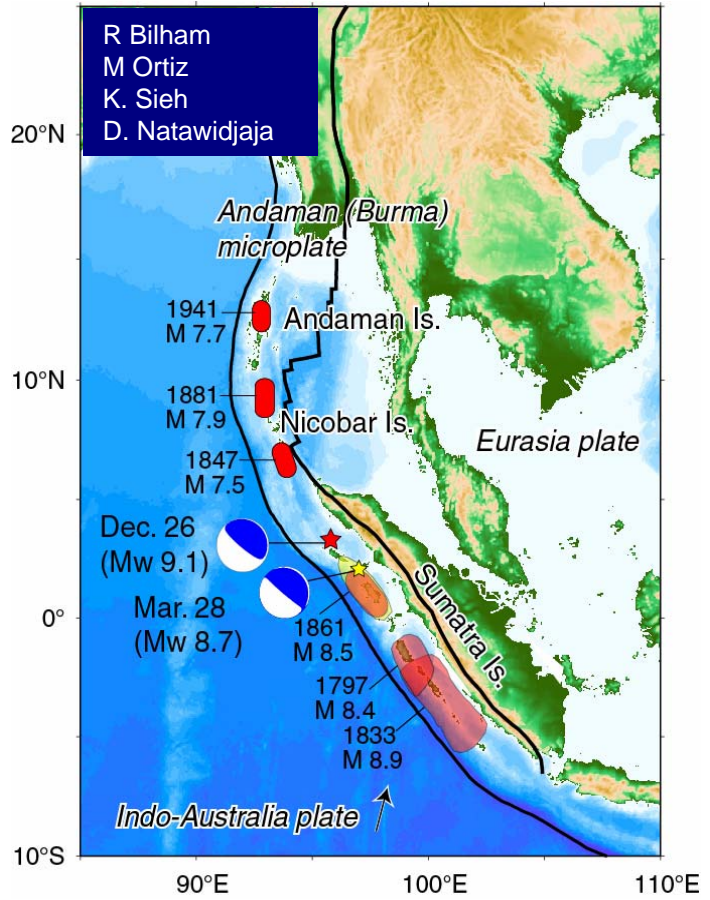 R Bilham
M Ortiz
K. Sieh
D. Natawidjaja
20°N
Andaman (Burma)
microplate
1941
M 7.7
Andaman Is.
10°N
1881
M 7.9
Nicobar Is.
Eurasia plate
1847
M 7.5
Dec. 26
(Mw 9.1)
Mar. 28
(Mw 8.7)
0°
1861
M 8.5
Sumatra Is.
1797
M 8.4
1833
M 8.9
Indo-Australia plate
10°S
90°E
100°E
110°E